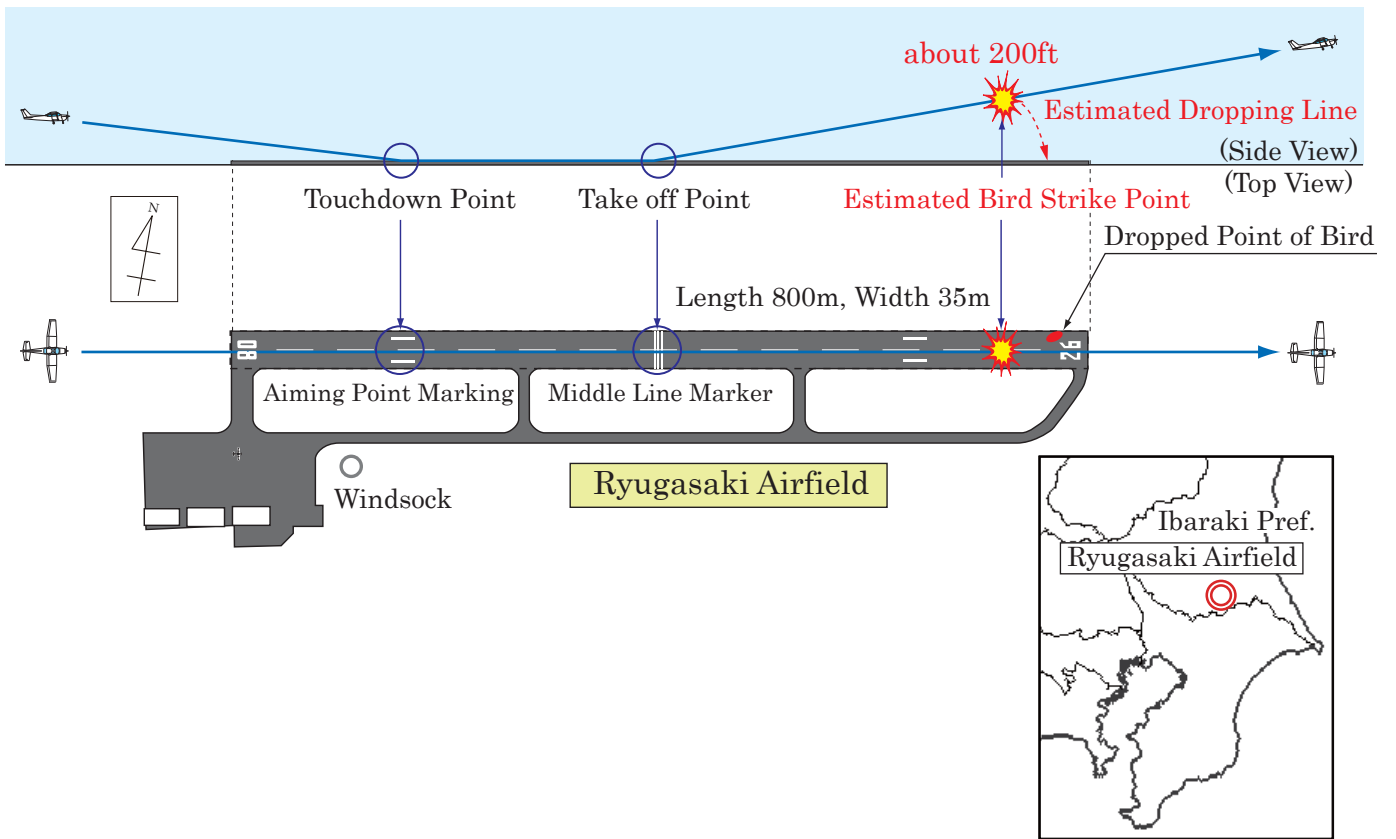 about 200ft
Estimated Dropping Line
(Side View)
(Top View)
Touchdown Point
Take off Point
Estimated Bird Strike Point
N
Dropped Point of Bird
Length 800m, Width 35m
08
26
Aiming Point Marking
Middle Line Marker
Windsock
Ryugasaki Airfield
Ibaraki Pref.
Ryugasaki Airfield